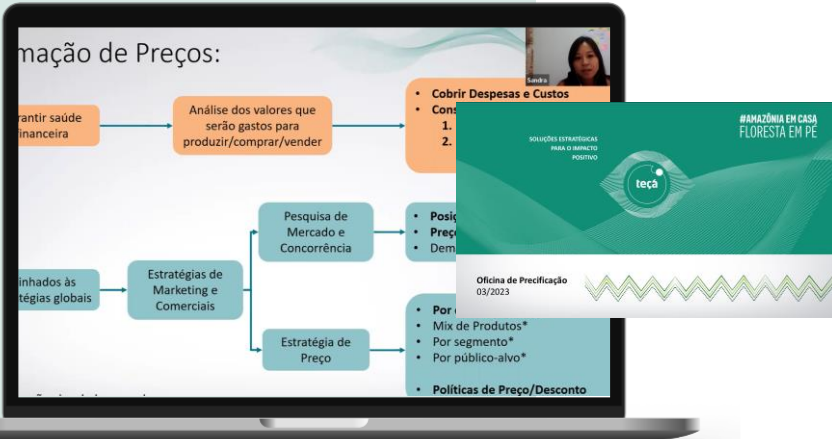 mação de Preços:
Sandra
rantir saúde
inanceira
Análise dos valores que
serão gastos para
produzir/comprar/vender
• Cobrir Despesas e Custos
• Cons
1.
2.
Pesquisa de
Mercado e
Concorrência
• Posiç
• Preç
• Dem
inhados às
tégias globais
Estratégias de
Marketing e
Comerciais
Estratégia de
Preço
• Por
• Mix de Produtos*
• Por segmento*
• Por público-alvo*
• Políticas de Preço/Desconto
SOLUÇÕES ESTRATÉGICAS
PARA O IMPACTO
POSITIVO
teçá
#AMAZÔNIA EM CASA
FLORESTA EM PÉ
Oficina de Precificação
03/2023